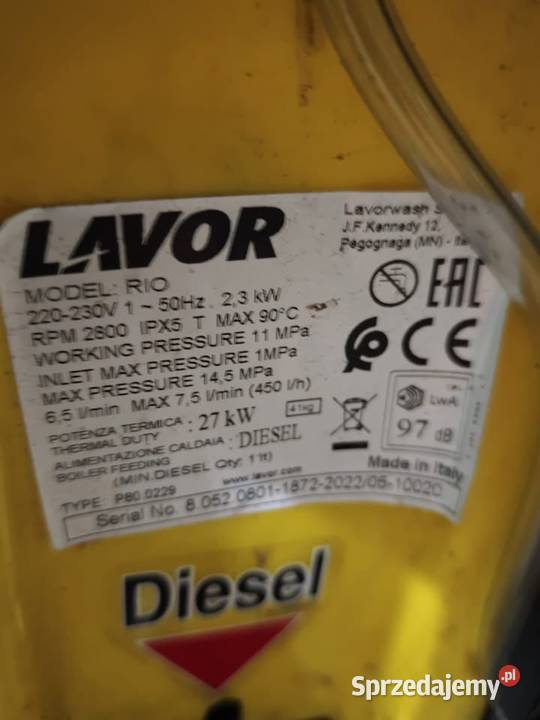 LAVOR
Lavorwash S
J.F.Kennedy 12,
Pegognaga (MN) - Ita
MODEL: RIO
220-230V 1 ~ 50Hz 2,3 kW
RPM 2800 IPX5 T MAX 90°C
WORKING PRESSURE 11 MPa
INLET MAX PRESSURE 1MPa
MAX PRESSURE 14,5 MPa
6,5 l/min MAX 7,5 l/min (450 l/h)
POTENZA TERMICA : 27 kW
THERMAL DUTY
41kg
ALIMENTAZIONE CALDAIA : DIESEL
BOILER FEEDING
(MIN.DIESEL Qty: 1 lt)
EAC
CE
LWA
97 dB
www.lavor.com
Made in Italy
TYPE: P80.0229
Serial No 8.052.0801-1872-2022/05-10020
Diesel
Sprzedajemy.pl